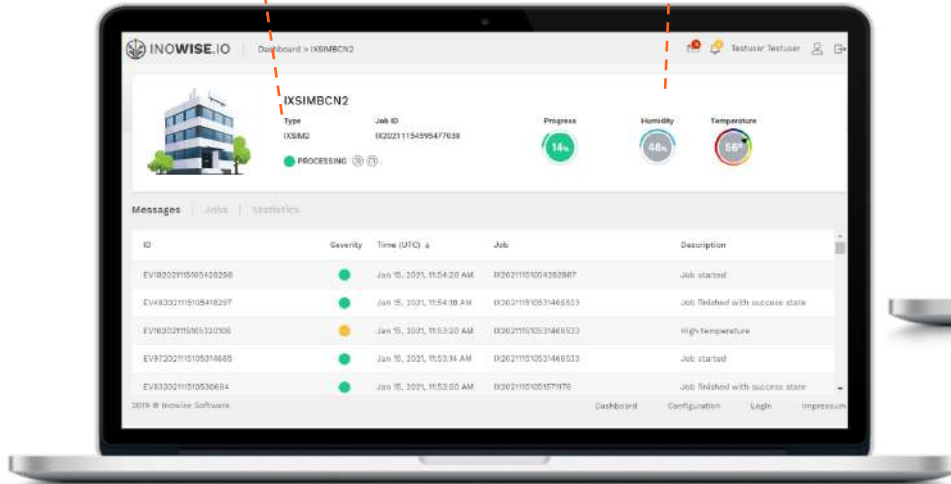 INOWISE.IO
Dashboard > IXSIMBCN2
Testuser Testuser
IXSIMBCN2
Type
Job ID
Progress
Humidity
Temperature
IXSIM2
14%
48%
56°
PROCESSING
Messages | Jobs | Statistics
ID
Severity
Time (UTC) ↓
Job
Description
Jan 15, 2021, 11:54:20 AM
Job started
Jan 15, 2021, 11:54:18 AM
Job finished with success state
Jan 15, 2021, 11:53:20 AM
High temperature
Jan 15, 2021, 11:53:14 AM
Job started
Jan 15, 2021, 11:53:00 AM
Job finished with success state
2019 © Inowise Software
Dashboard
Configuration
Login
Impressum